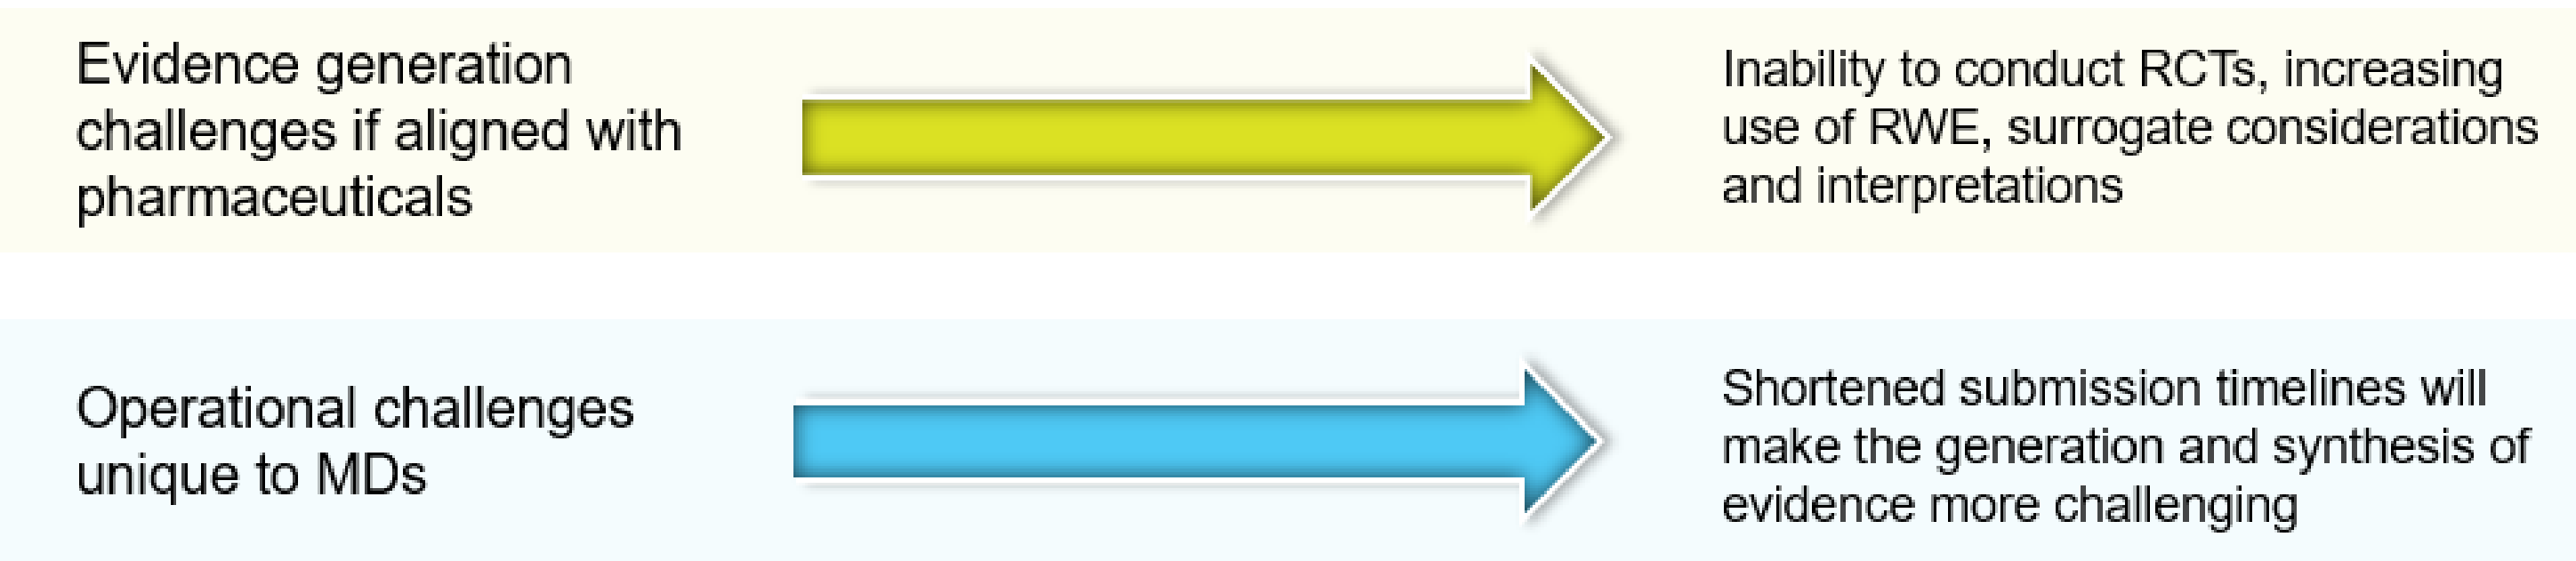 Evidence generation
challenges if aligned with
pharmaceuticals
Inability to conduct RCTs, increasing
use of RWE, surrogate considerations
and interpretations
Operational challenges
unique to MDs
Shortened submission timelines will
make the generation and synthesis of
evidence more challenging